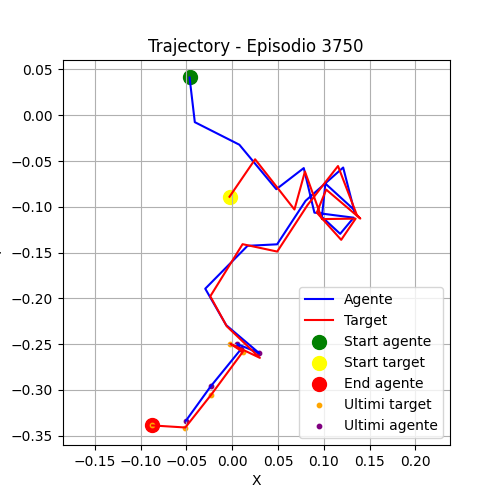 Trajectory - Episodio 3750
0.05
0.00
−0.05
−0.10
−0.15
−0.20
−0.25
−0.30
−0.35
−0.15
−0.10
−0.05
0.00
0.05
0.10
0.15
0.20
X
Agente
Target
Start agente
Start target
End agente
Ultimi target
Ultimi agente